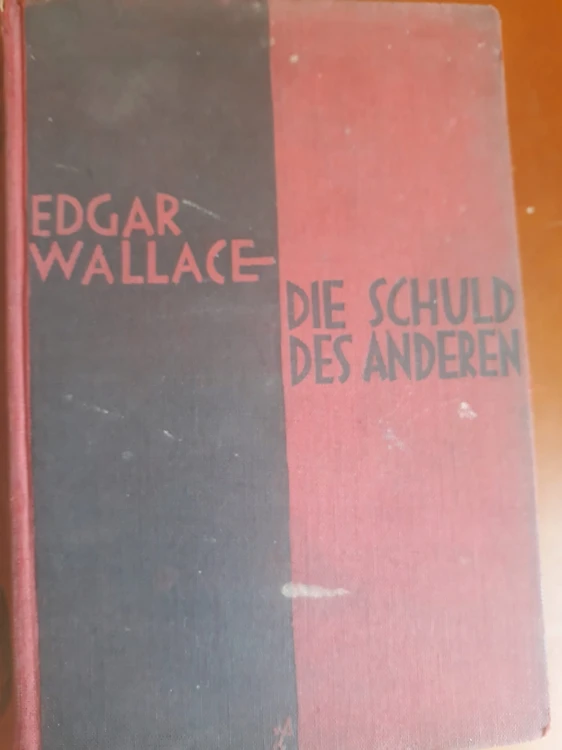 EDGAR
WALLACE
DIE SCHULD
DES ANDEREN